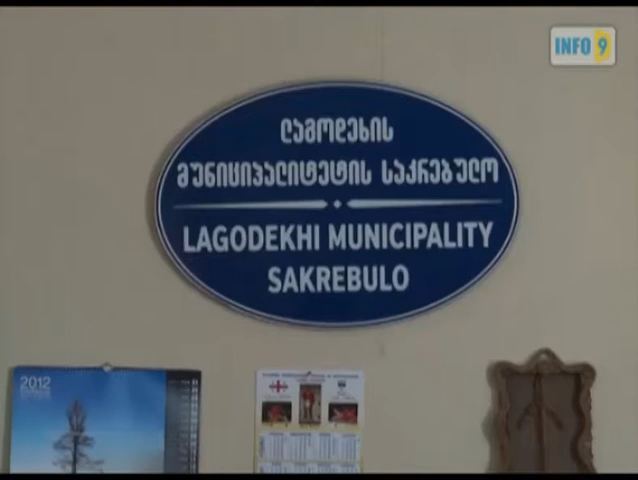 INFO 9
ლაგოდეხის
მუნიციპალიტეტის საკრებულო
LAGODEKHI MUNICIPALITY
SAKREBULO
2012